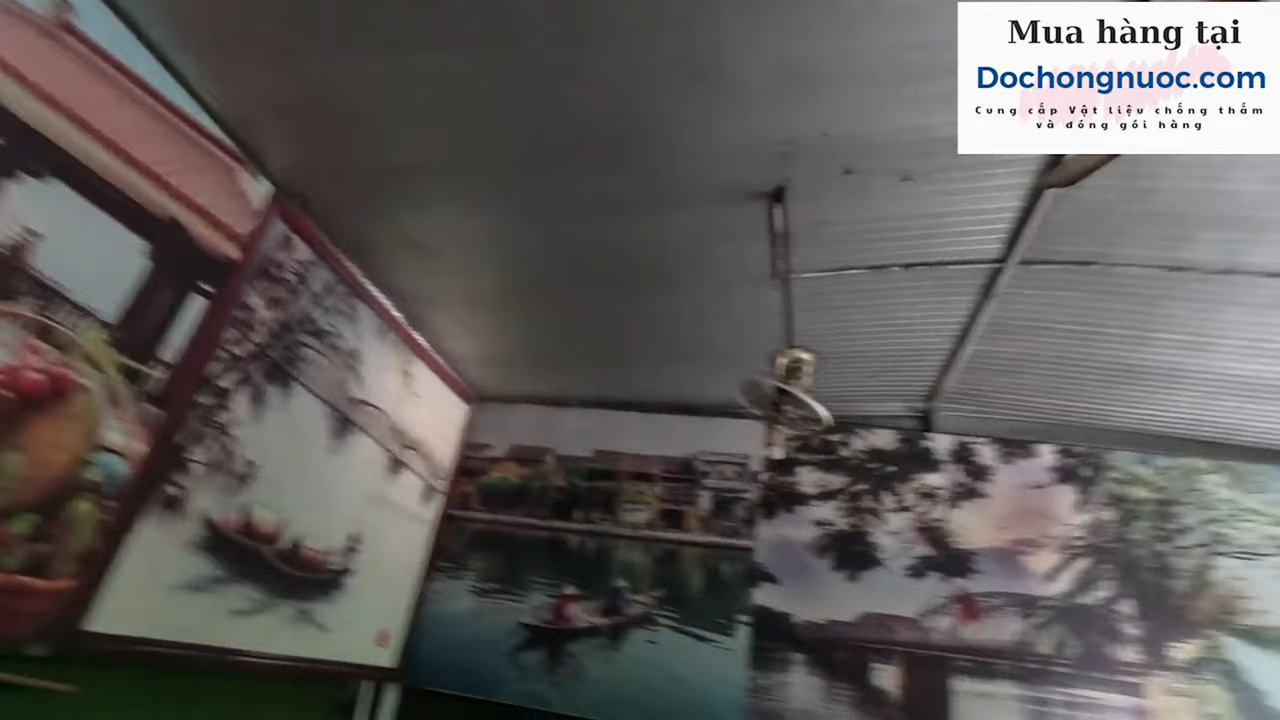 Mua hàng tại
Dochongnuoc.com
Cung cấp Vật liệu chống thấm
và đóng gói hàng